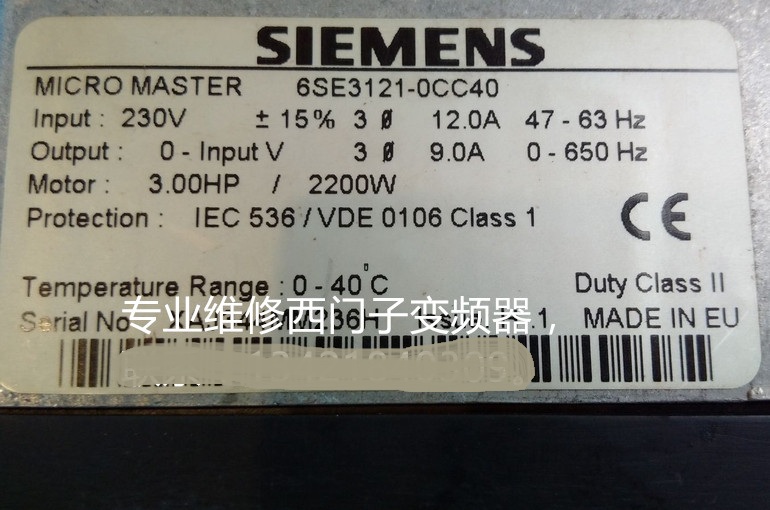 SIEMENS
MICRO MASTER 6SE3121-0CC40
Input : 230V ± 15% 3 Ø 12.0A 47 - 63 Hz
Output : 0 - Input V 3 Ø 9.0A 0 - 650 Hz
Motor : 3.00HP / 2200W
Protection : IEC 536 / VDE 0106 Class 1
CE
Temperature Range : 0 - 40°C Duty Class II
专业维修西门子变频器，
Serial No MADE IN EU